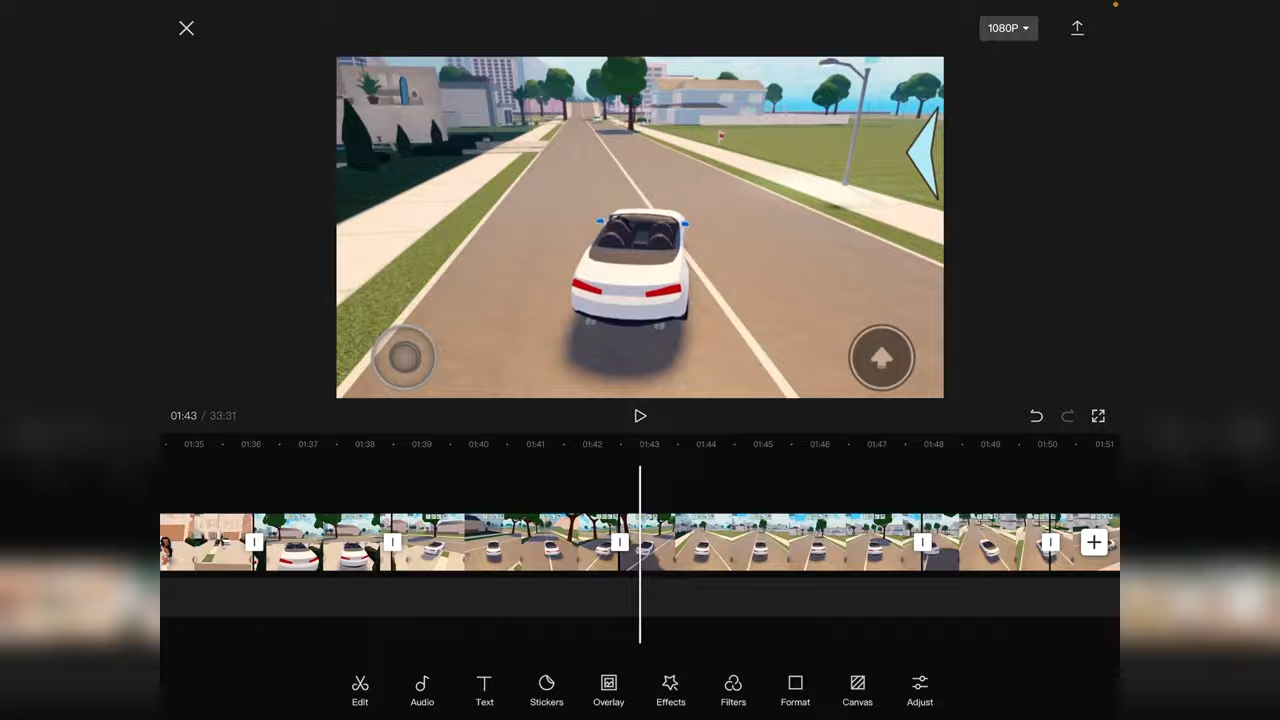 1080P
01:43 / 33:31
01:35 01:36 01:37 01:38 01:39 01:40 01:41 01:42 01:43 01:44 01:45 01:46 01:47 01:48 01:49 01:50 01:51
Edit Audio Text Stickers Overlay Effects Filters Format Canvas Adjust